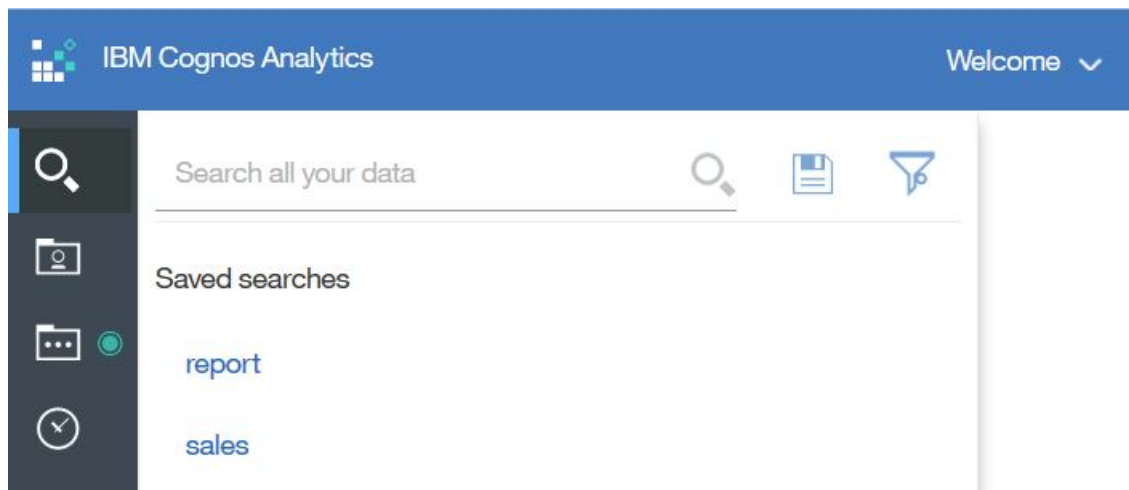 IBM Cognos Analytics
Welcome
Search all your data
Saved searches
report
sales